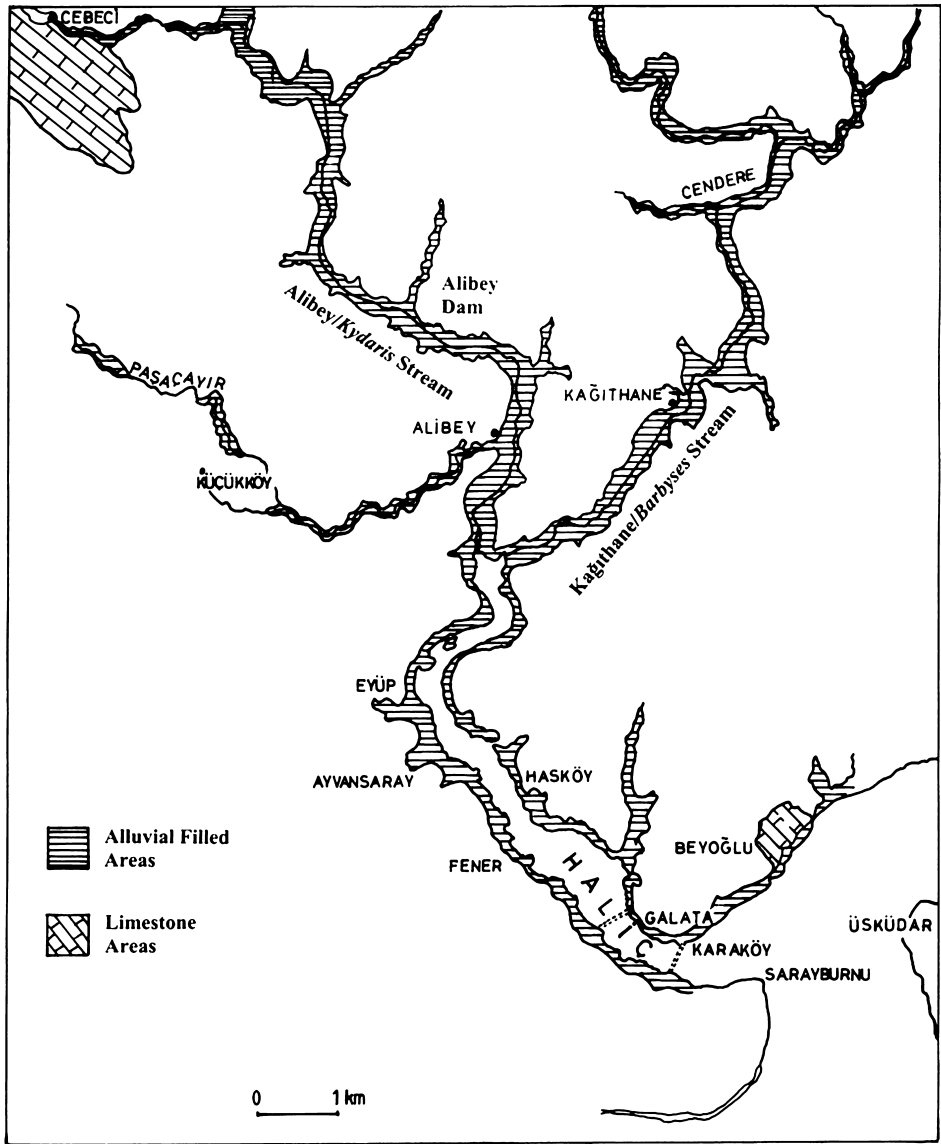 CEBECİ
CENDERE
Alibey
Dam
Alibey/Kydaris Stream
PAŞAÇAYIR
KAĞITHANE
ALİBEY
KÜÇÜKKÖY
Kağıthane/Barbyses Stream
EYÜP
AYVANSARAY
HASKÖY
BEYOĞLU
FENER
HALİÇ
GALATA
KARAKÖY
ÜSKÜDAR
SARAYBURNU
Alluvial Filled
Areas
Limestone
Areas
0 1 km